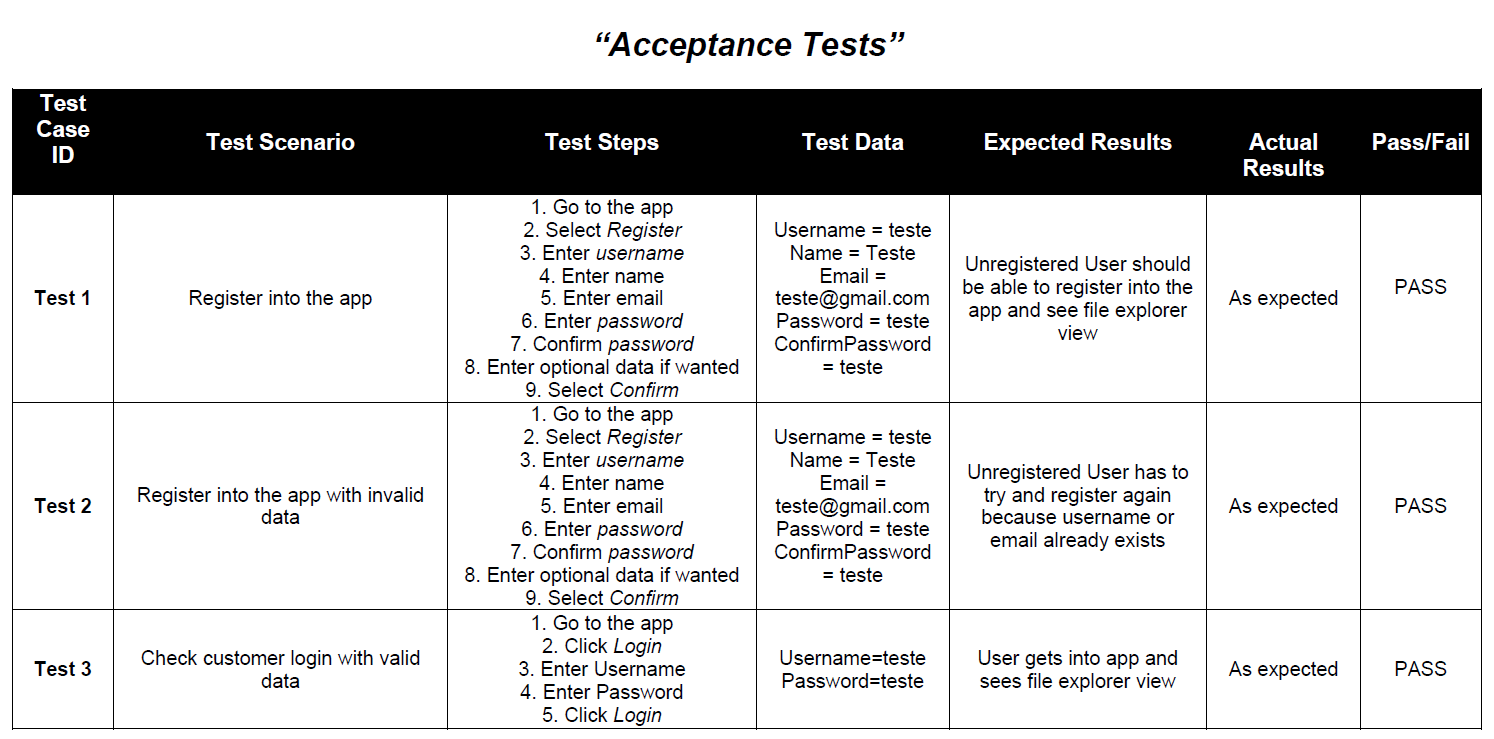 “Acceptance Tests”
Test
Case
ID
Test Scenario
Test Steps
Test Data
Expected Results
Actual
Results
Pass/Fail
Test 1
Register into the app
1. Go to the app
2. Select Register
3. Enter username
4. Enter name
5. Enter email
6. Enter password
7. Confirm password
8. Enter optional data if wanted
9. Select Confirm
Username = teste
Name = Teste
Email =
teste@gmail.com
Password = teste
ConfirmPassword
= teste
Unregistered User should
be able to register into the
app and see file explorer
view
As expected
PASS
Test 2
Register into the app with invalid
data
1. Go to the app
2. Select Register
3. Enter username
4. Enter name
5. Enter email
6. Enter password
7. Confirm password
8. Enter optional data if wanted
9. Select Confirm
Username = teste
Name = Teste
Email =
teste@gmail.com
Password = teste
ConfirmPassword
= teste
Unregistered User has to
try and register again
because username or
email already exists
As expected
PASS
Test 3
Check customer login with valid
data
1. Go to the app
2. Click Login
3. Enter Username
4. Enter Password
5. Click Login
Username=teste
Password=teste
User gets into app and
sees file explorer view
As expected
PASS